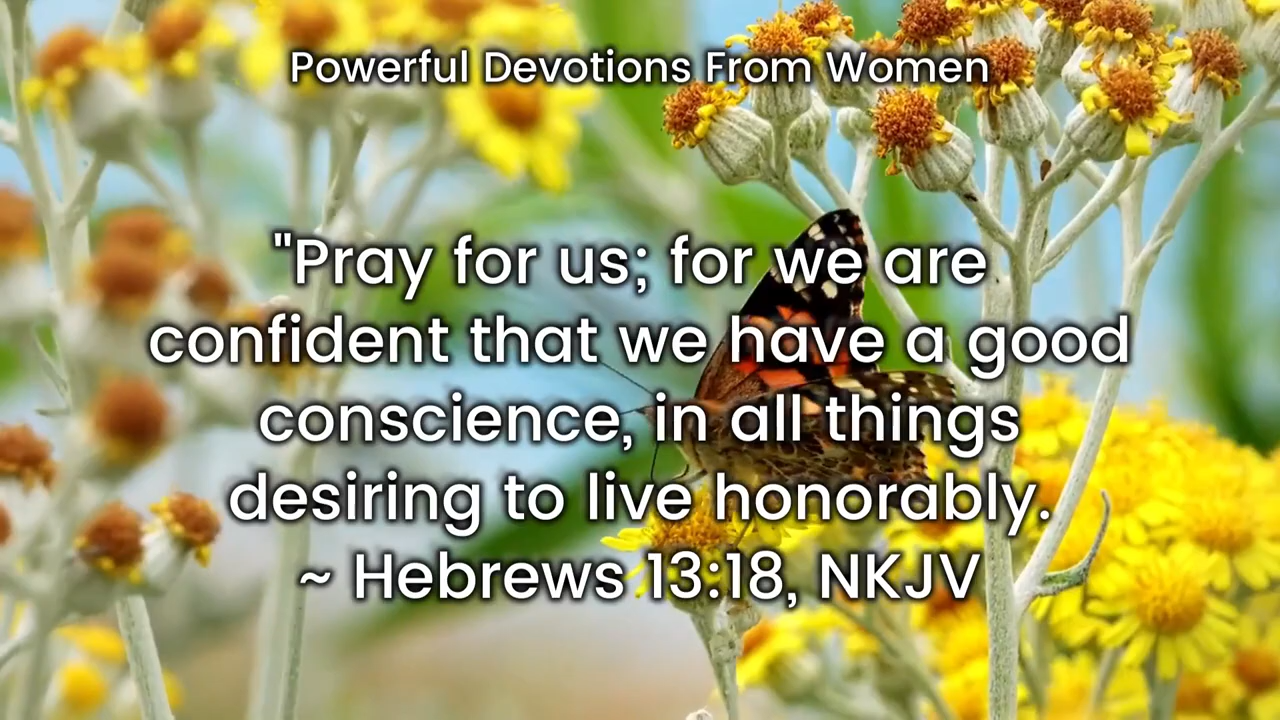 Powerful Devotions From Women
"Pray for us; for we are
confident that we have a good
conscience, in all things
desiring to live honorably.
~ Hebrews 13:18, NKJV